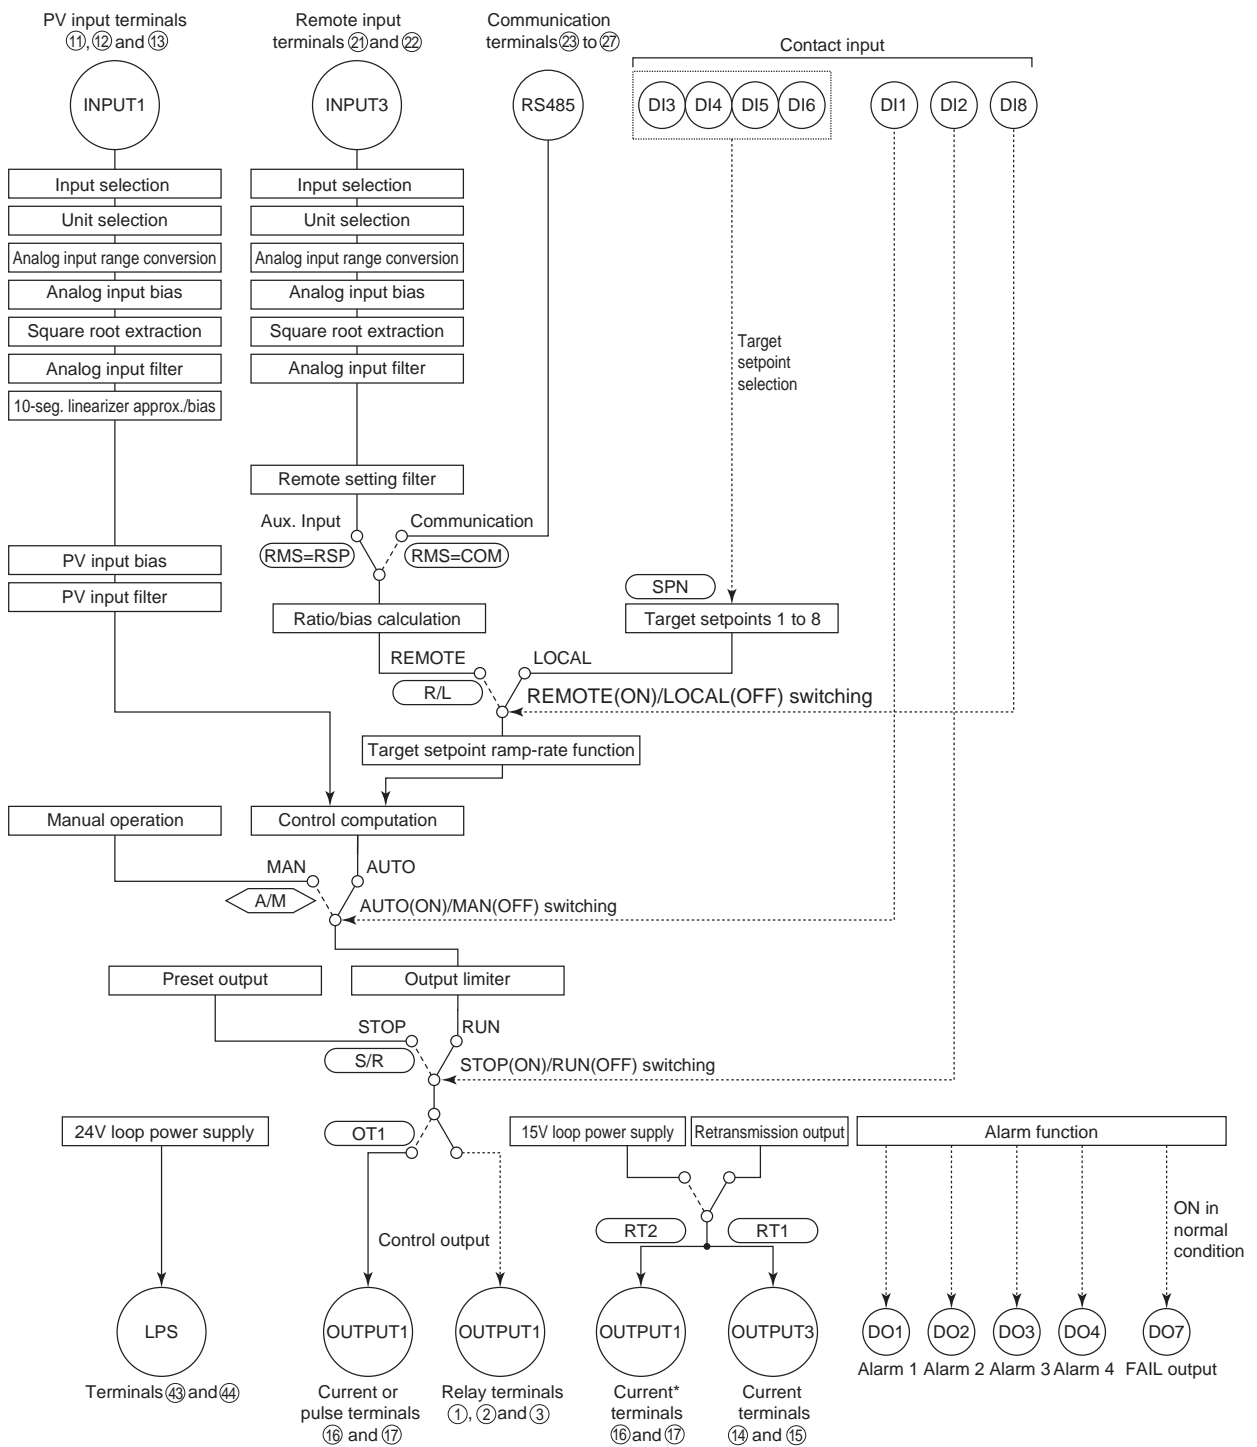 PV input terminals
⑪, ⑫ and ⑬
Remote input
terminals ㉑ and ㉒
Communication
terminals ㉓ to ㉗
Contact input
INPUT1
INPUT3
RS485
DI3
DI4
DI5
DI6
DI1
DI2
DI8
Input selection
Unit selection
Analog input range conversion
Analog input bias
Square root extraction
Analog input filter
10-seg. linearizer approx./bias
Input selection
Unit selection
Analog input range conversion
Analog input bias
Square root extraction
Analog input filter
Target
setpoint
selection
Remote setting filter
Aux. Input
Communication
RMS=RSP
RMS=COM
PV input bias
PV input filter
SPN
Ratio/bias calculation
Target setpoints 1 to 8
REMOTE
LOCAL
R/L
REMOTE(ON)/LOCAL(OFF) switching
Target setpoint ramp-rate function
Manual operation
Control computation
MAN
AUTO
A/M
AUTO(ON)/MAN(OFF) switching
Preset output
Output limiter
STOP
RUN
S/R
STOP(ON)/RUN(OFF) switching
24V loop power supply
OT1
15V loop power supply
Retransmission output
Alarm function
RT2
RT1
Control output
ON in
normal
condition
LPS
OUTPUT1
OUTPUT1
OUTPUT1
OUTPUT3
DO1
DO2
DO3
DO4
DO7
Alarm 1
Alarm 2
Alarm 3
Alarm 4
FAIL output
Terminals ㊸ and ㊹
Current or
pulse terminals
⑯ and ⑰
Relay terminals
①, ② and ③
Current*
terminals
⑯ and ⑰
Current
terminals
⑭ and ⑮